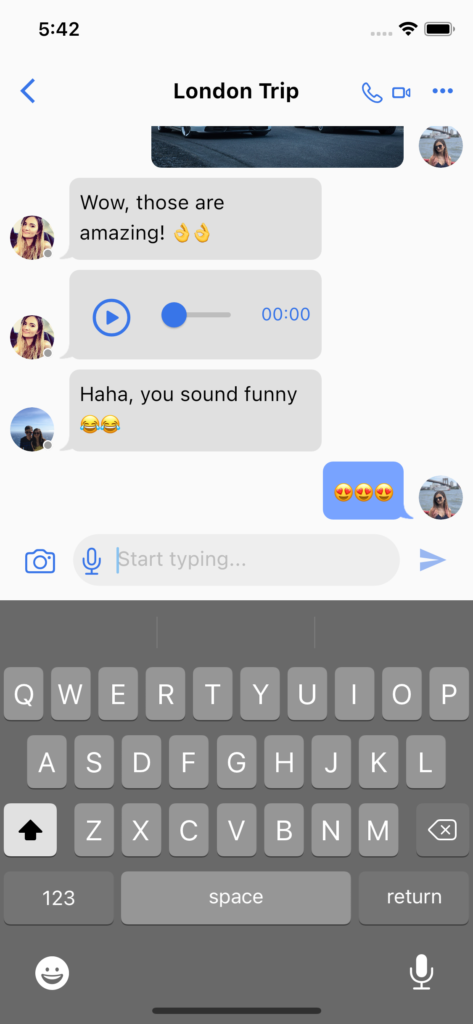 5:42
London Trip
Wow, those are
amazing! 👌👌
00:00
Haha, you sound funny
😂😂
😍😍😍
Start typing...
Q W E R T Y U I O P
A S D F G H J K L
Z X C V B N M
123 space return